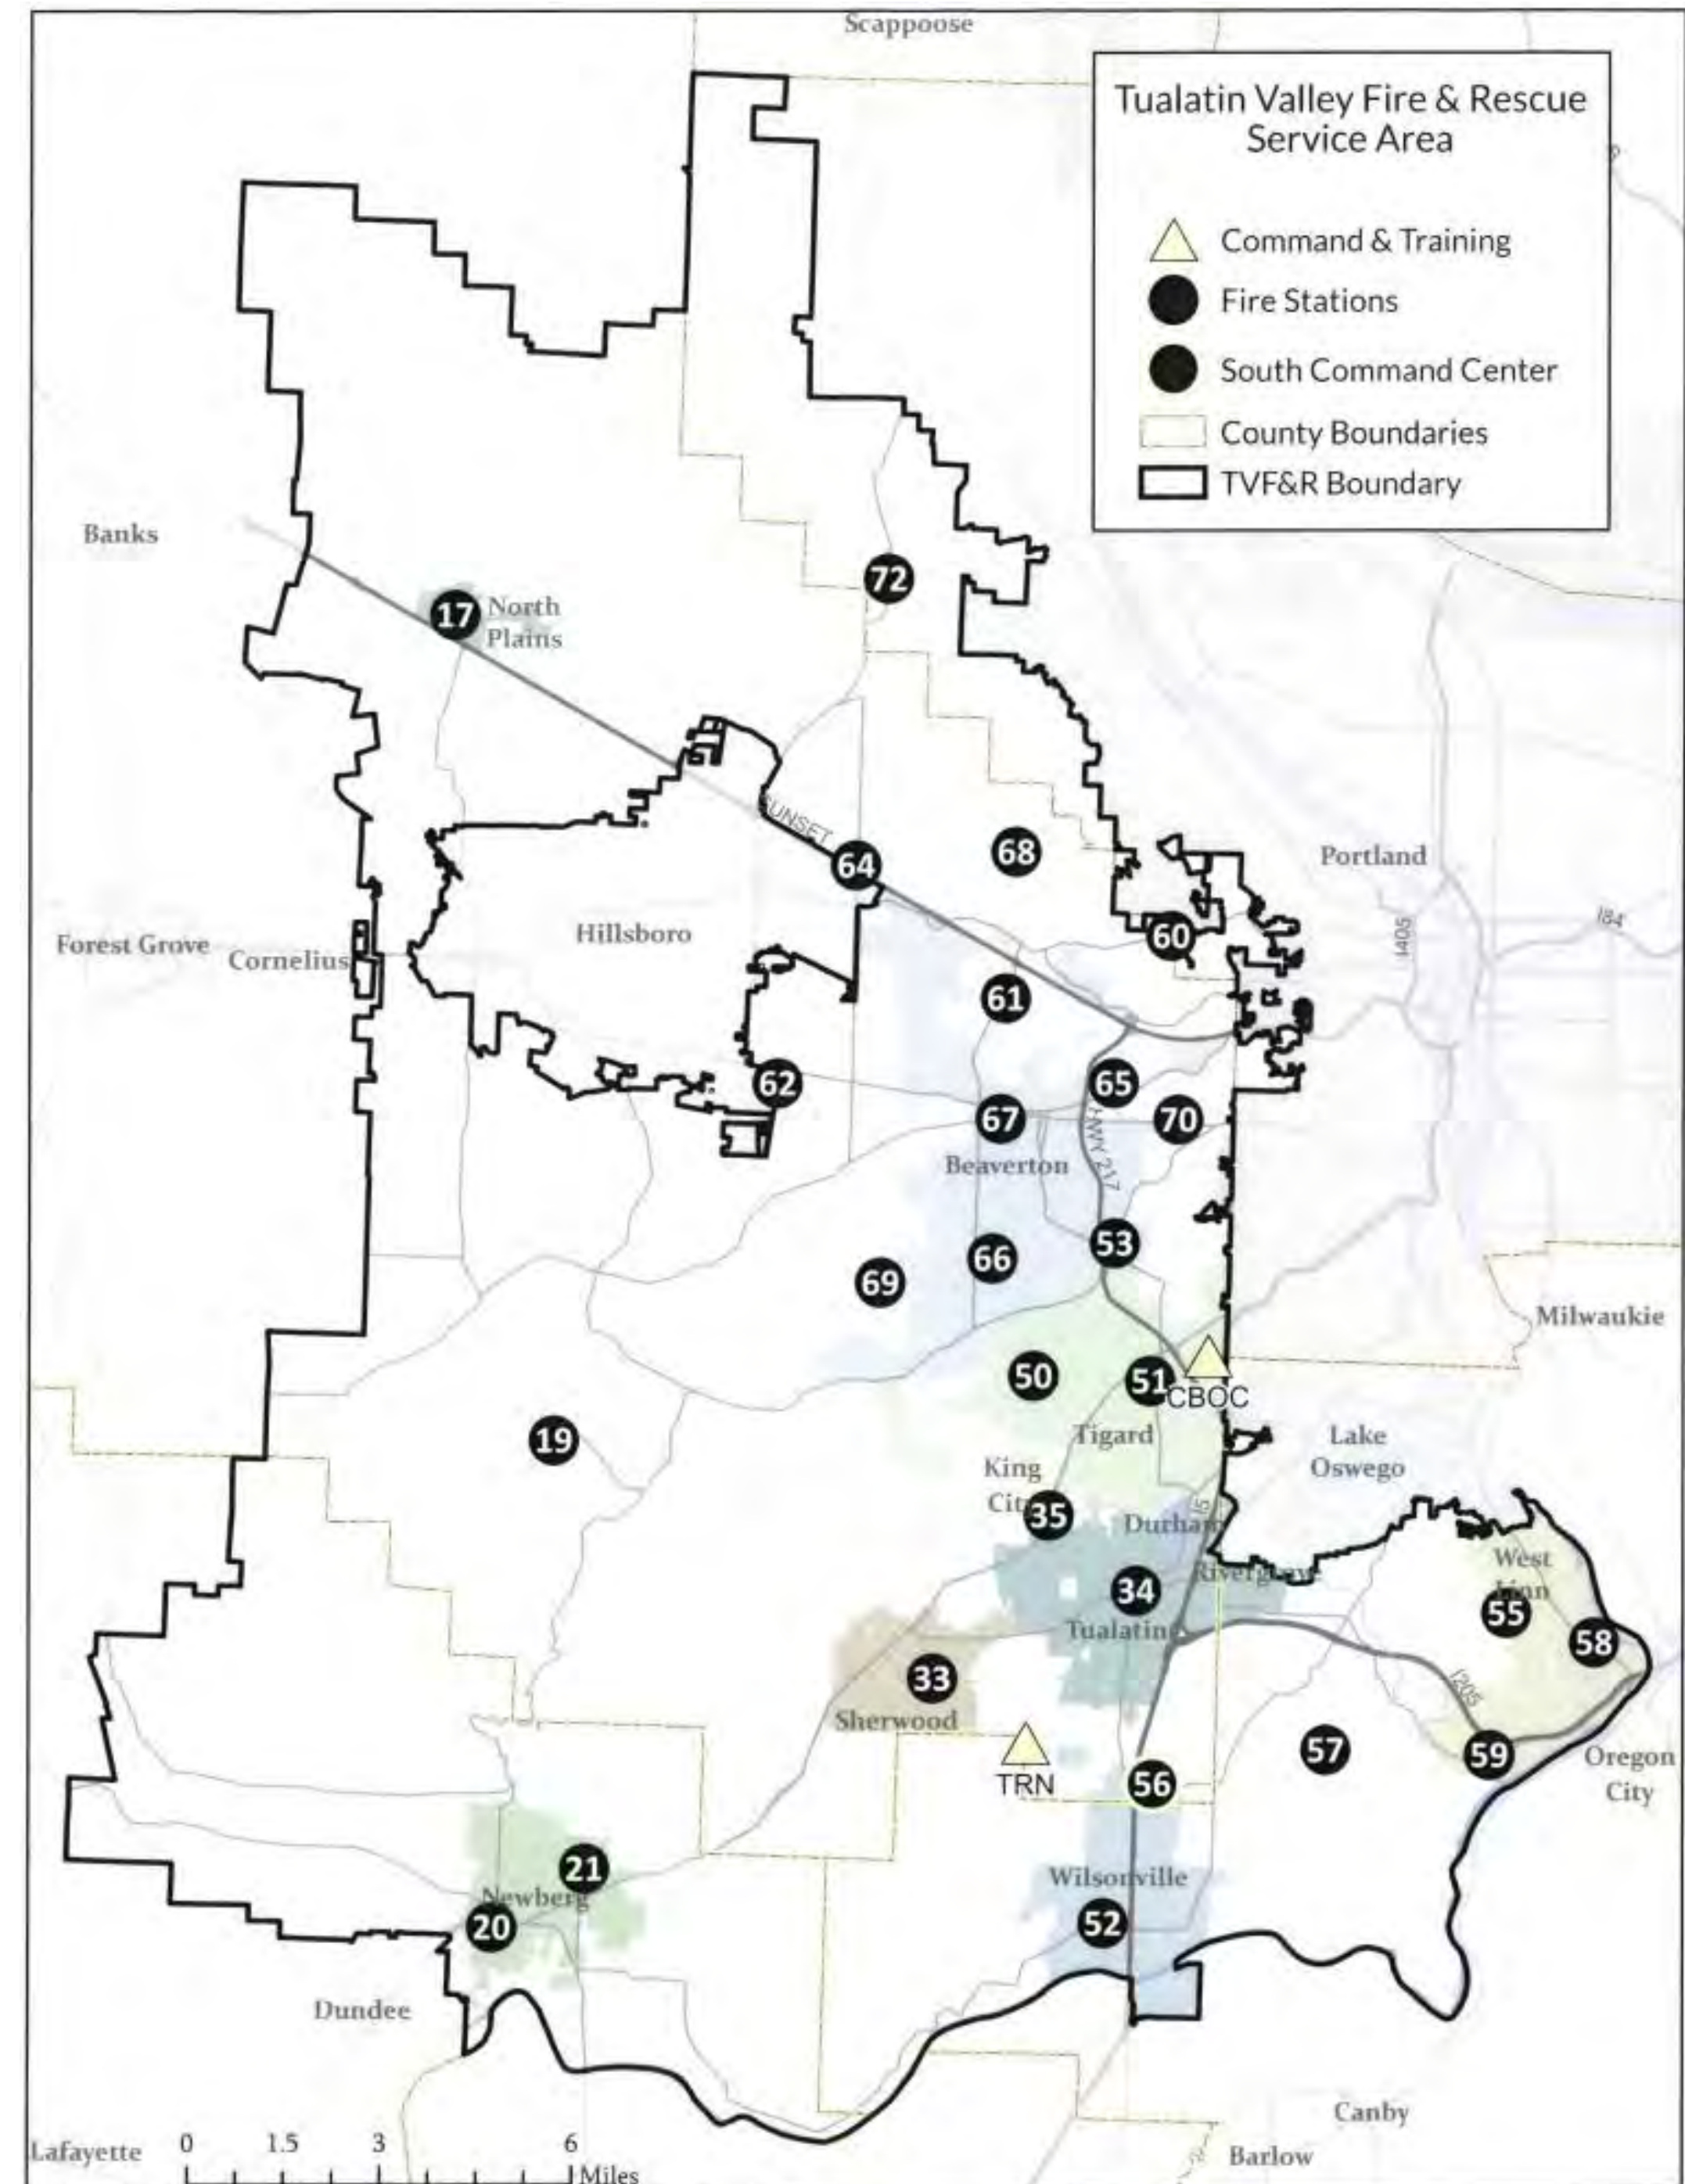 Scappoose
Tualatin Valley Fire & Rescue
Service Area
Command & Training
Fire Stations
South Command Center
County Boundaries
TVF&R Boundary
Banks
72
17
North
Plains
SUNSET
64
68
Portland
60
I405
I84
Hillsboro
Forest Grove
Cornelius
61
62
65
67
70
HWY 217
Beaverton
53
66
69
Milwaukie
50
51
CBOC
19
Tigard
Lake
Oswego
King
City
35
Durham
I5
Rivergrove
West
Linn
34
55
Tualatin
58
33
Sherwood
I205
57
59
TRN
56
Oregon
City
21
Wilsonville
Newberg
20
52
Dundee
Canby
Lafayette
Barlow
0 1.5 3 6
Miles